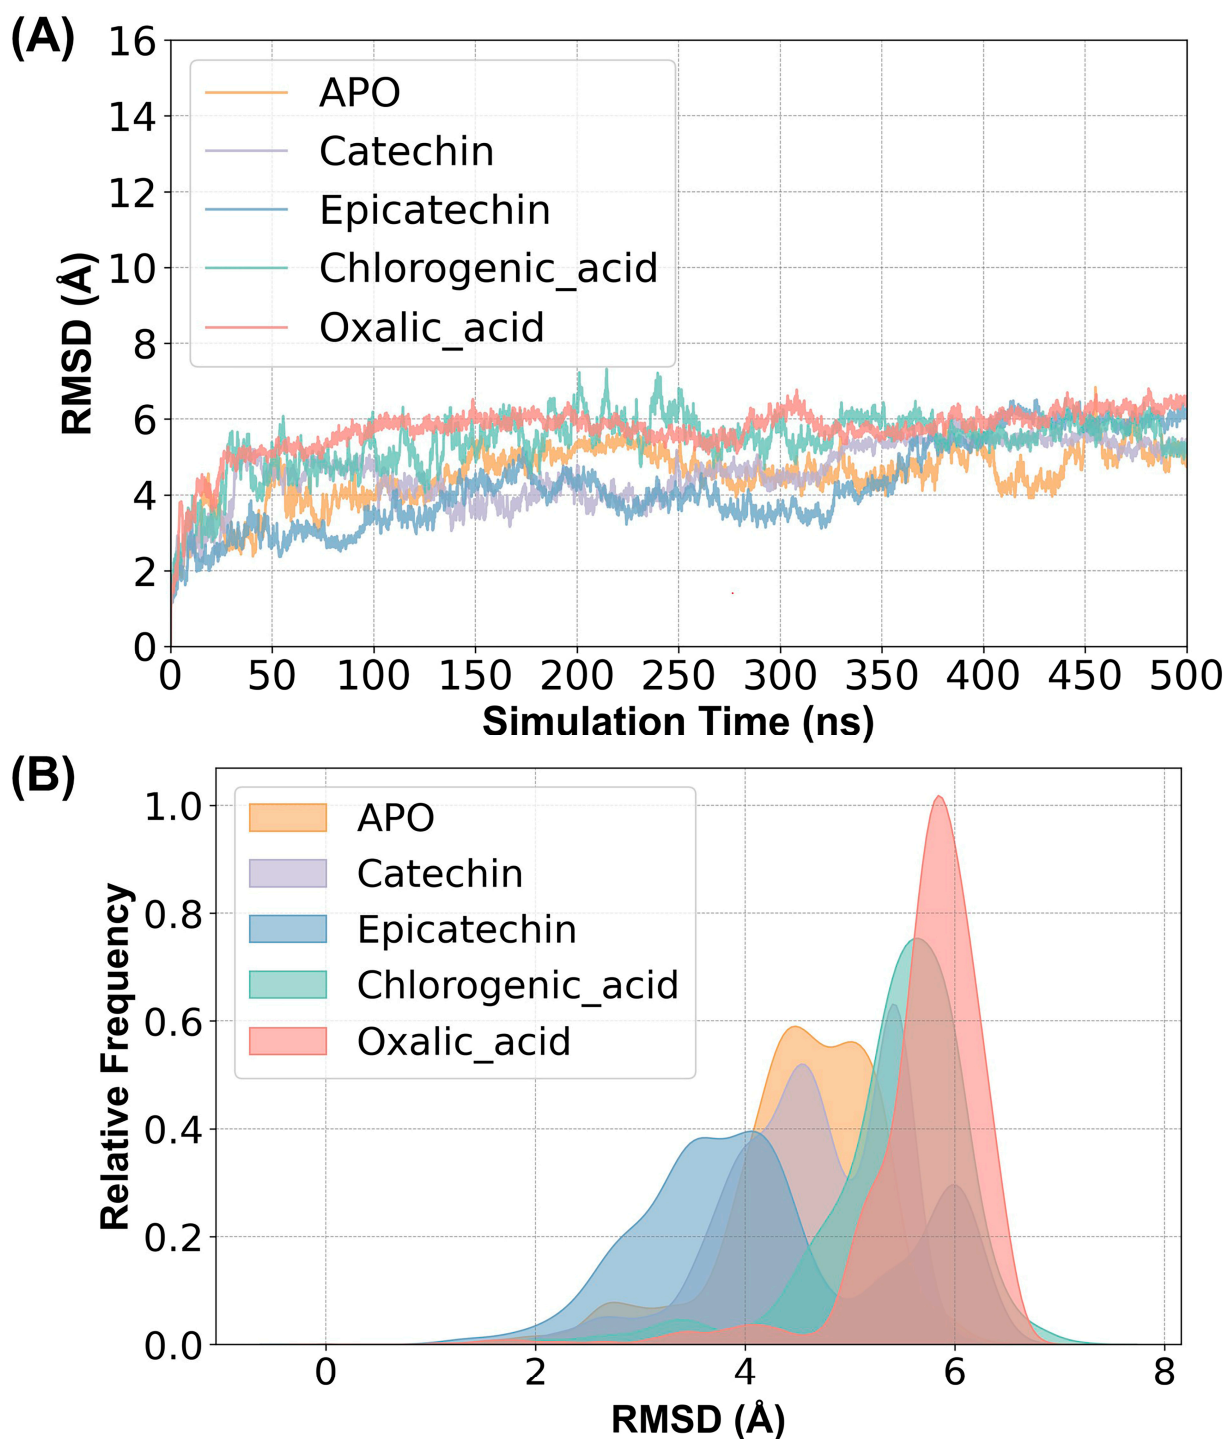 (A)
16
14
12
10
8
6
4
2
0
RMSD (Å)
APO
Catechin
Epicatechin
Chlorogenic_acid
Oxalic_acid
0 50 100 150 200 250 300 350 400 450 500
Simulation Time (ns)
(B)
1.0
0.8
0.6
0.4
0.2
0.0
Relative Frequency
APO
Catechin
Epicatechin
Chlorogenic_acid
Oxalic_acid
0 2 4 6 8
RMSD (Å)